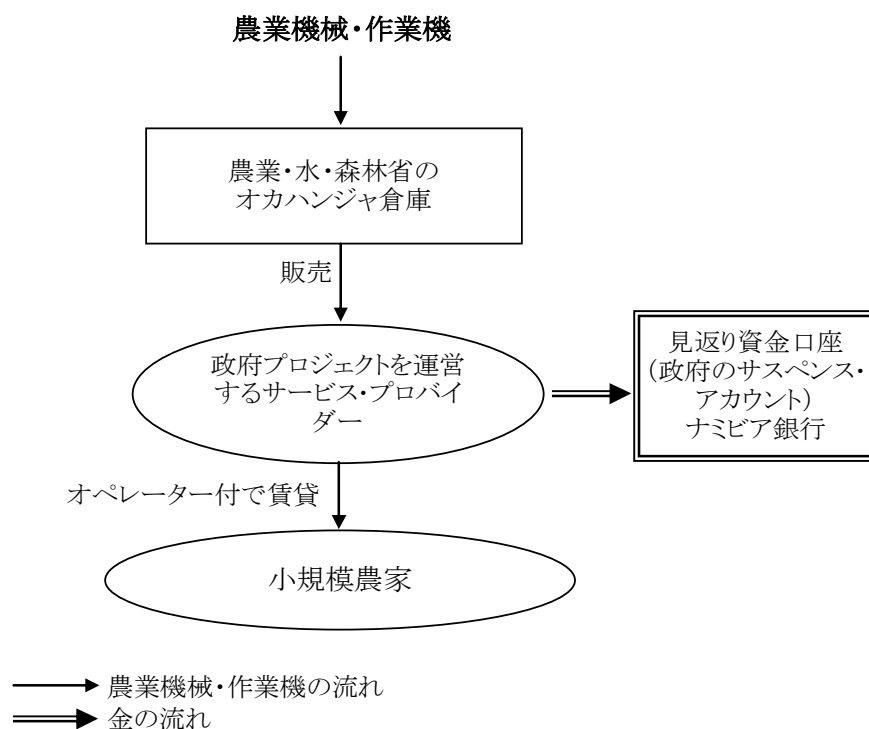 農業機械・作業機
農業・水・森林省の
オカハンジャ倉庫
販売
政府プロジェクトを運営
するサービス・プロバイ
ダー
見返り資金口座
(政府のサスペンス・
アカウント)
ナミビア銀行
オペレーター付で賃貸
小規模農家
農業機械・作業機の流れ
金の流れ